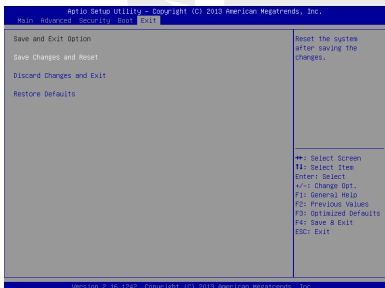 Aptio Setup Utility - Copyright (C) 2013 American Megatrends, Inc.
Main Advanced Security Boot Exit
Save and Exit Option
Save Changes and Reset
Discard Changes and Exit
Restore Defaults
Reset the system
after saving the
changes.
↔: Select Screen
↑↓: Select Item
Enter: Select
+/-: Change Opt.
F1: General Help
F2: Previous Values
F3: Optimized Defaults
F4: Save & Exit
ESC: Exit
Version 2.16.1242. Copyright (C) 2013 American Megatrends, Inc.